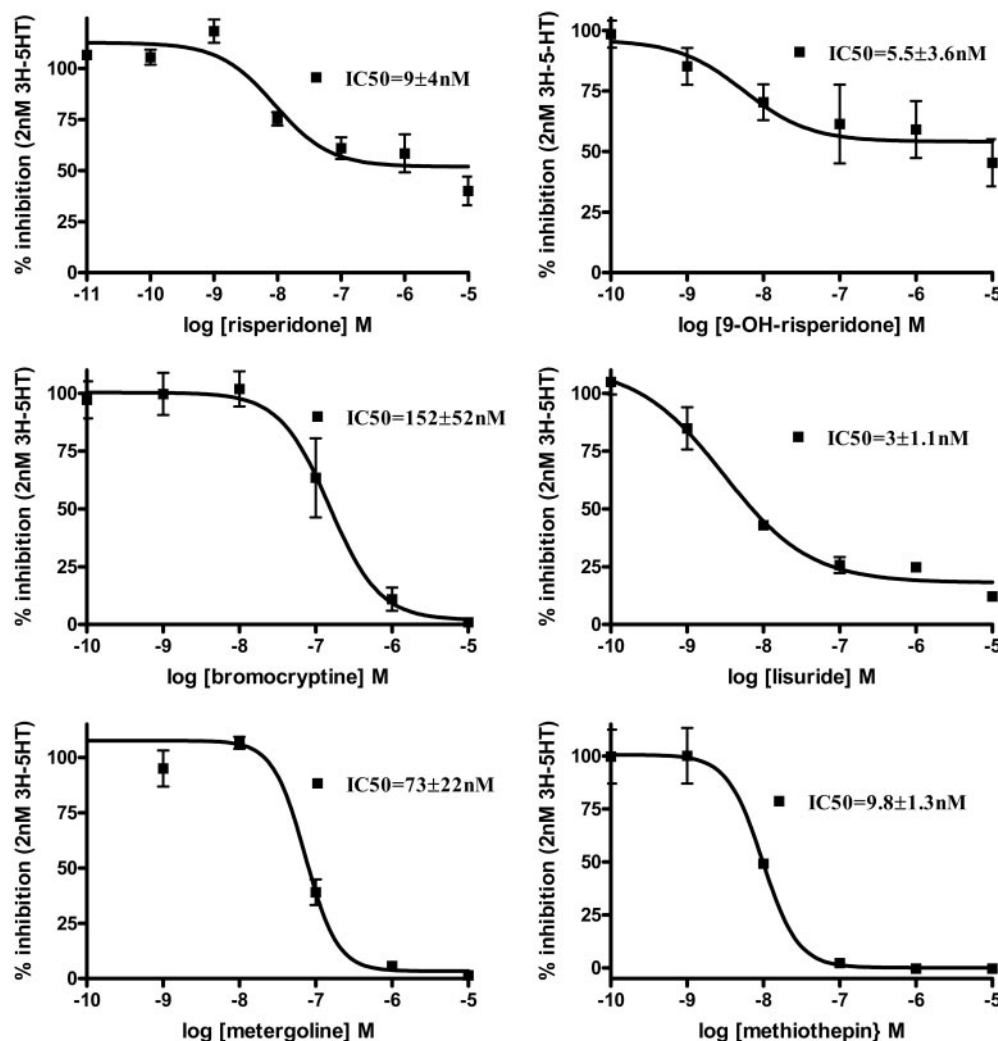 % inhibition (2nM 3H-5HT)
100
75
50
25
0
IC50=9±4nM
-11 -10 -9 -8 -7 -6 -5
log [risperidone] M
% inhibition (2nM 3H-5-HT)
100
75
50
25
0
IC50=5.5±3.6nM
-10 -9 -8 -7 -6 -5
log [9-OH-risperidone] M
% inhibition (2nM 3H-5HT)
100
75
50
25
0
IC50=152±52nM
-10 -9 -8 -7 -6 -5
log [bromocryptine] M
% inhibition (2nM 3H-5HT)
100
75
50
25
0
IC50=3±1.1nM
-10 -9 -8 -7 -6 -5
log [lisuride] M
% inhibition (2nM 3H-5HT)
100
75
50
25
0
IC50=73±22nM
-10 -9 -8 -7 -6 -5
log [metergoline] M
% inhibition (2nM 3H-5HT)
100
75
50
25
0
IC50=9.8±1.3nM
-10 -9 -8 -7 -6 -5
log [methiothepin} M